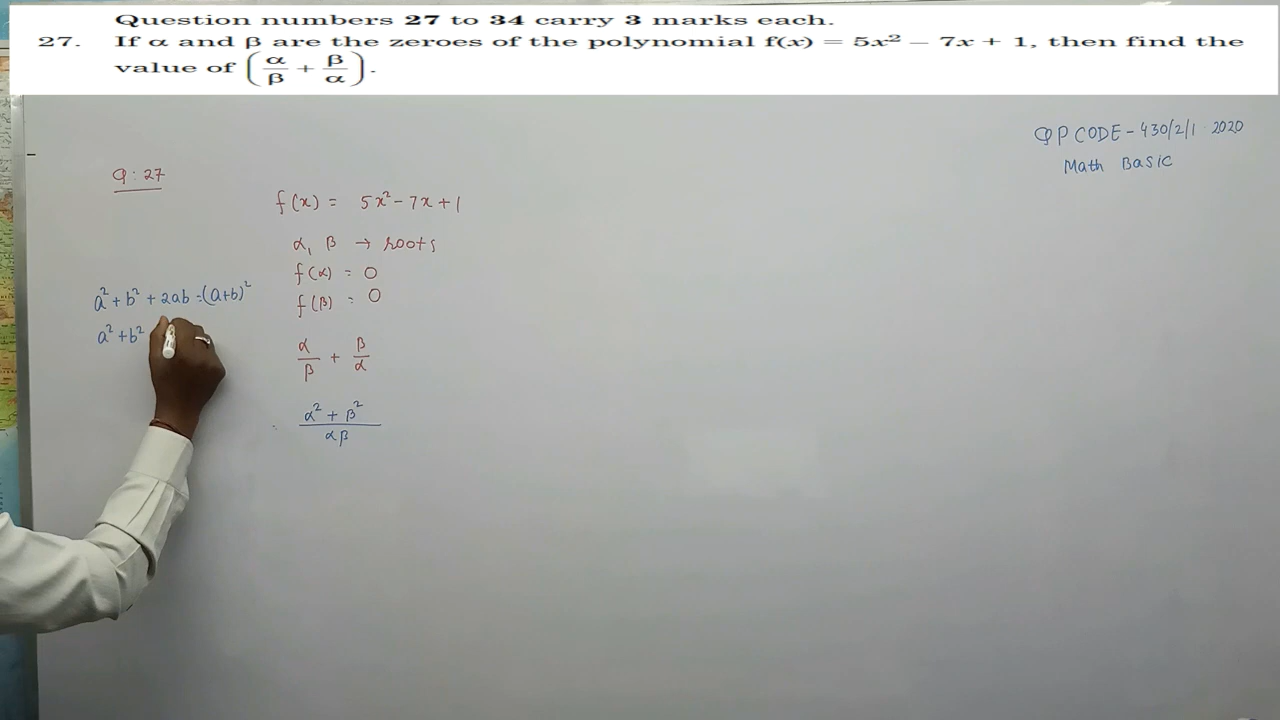 Question numbers 27 to 34 carry 3 marks each.
27. If α and β are the zeroes of the polynomial f(x) = 5x² – 7x + 1, then find the
value of (α/β + β/α).
QP CODE - 430/2/1 2020
Math Basic
Q : 27
f(x) = 5x² - 7x + 1
α, β → roots
f(α) = 0
f(β) = 0
a² + b² + 2ab = (a+b)²
a² + b²
α/β + β/α
α² + β² / αβ